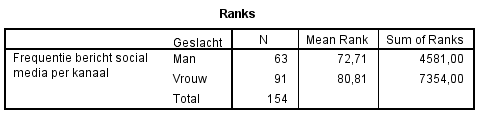 Ranks
Geslacht N Mean Rank Sum of Ranks
Frequentie bericht social Man 63 72,71 4581,00
media per kanaal Vrouw 91 80,81 7354,00
Total 154